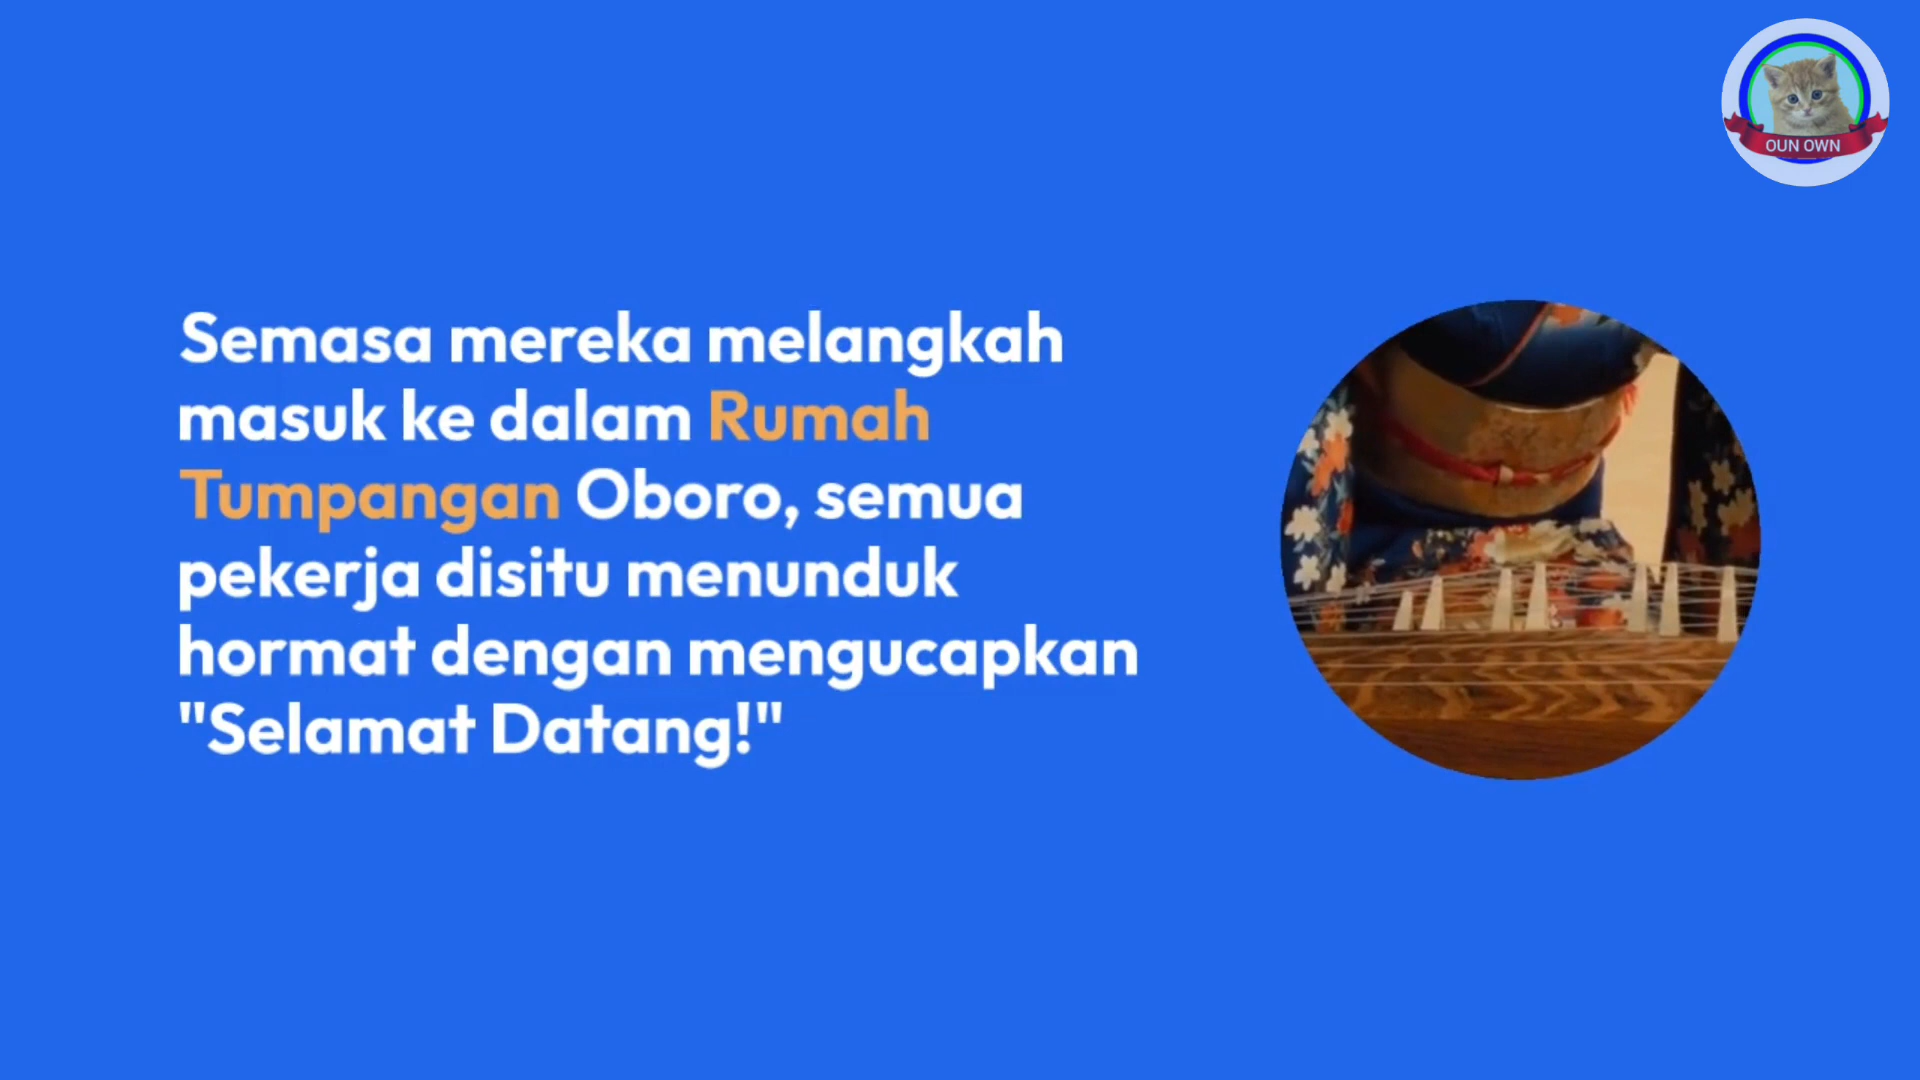 OUN OWN
Semasa mereka melangkah
masuk ke dalam Rumah
Tumpangan Oboro, semua
pekerja disitu menunduk
hormat dengan mengucapkan
"Selamat Datang!"